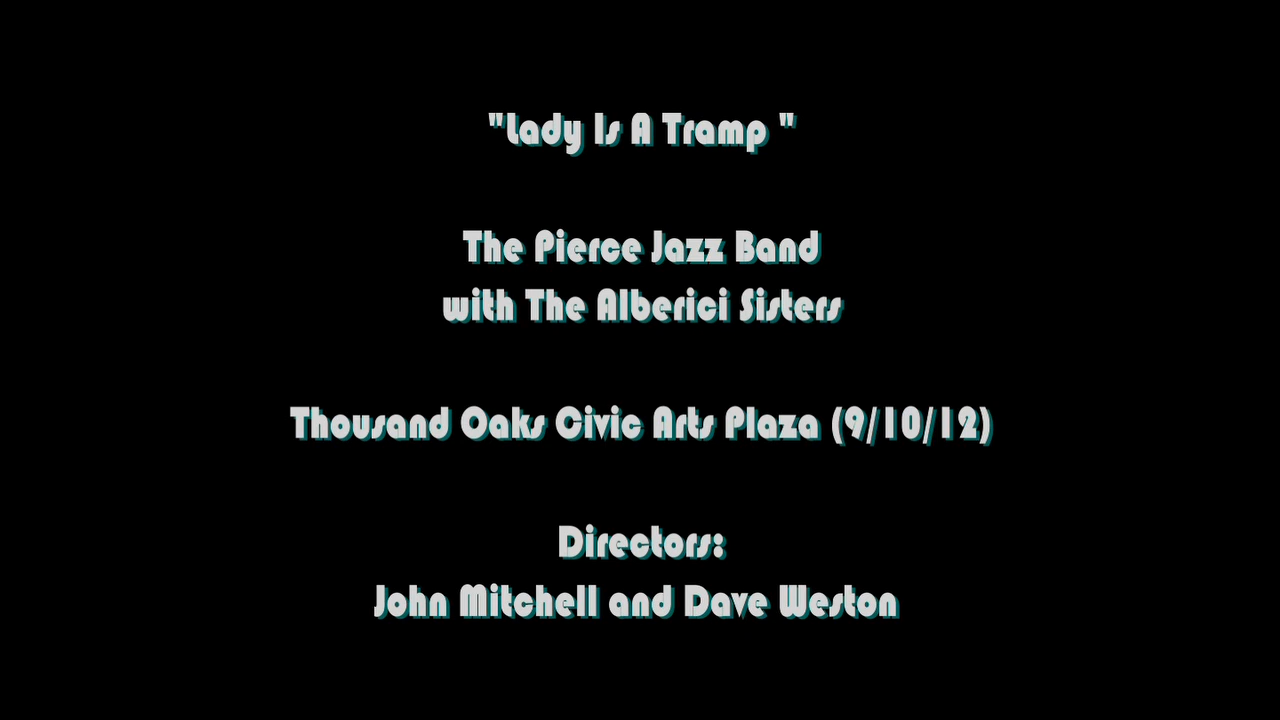 "Lady Is A Tramp "
The Pierce Jazz Band
with The Alberici Sisters
Thousand Oaks Civic Arts Plaza (9/10/12)
Directors:
John Mitchell and Dave Weston